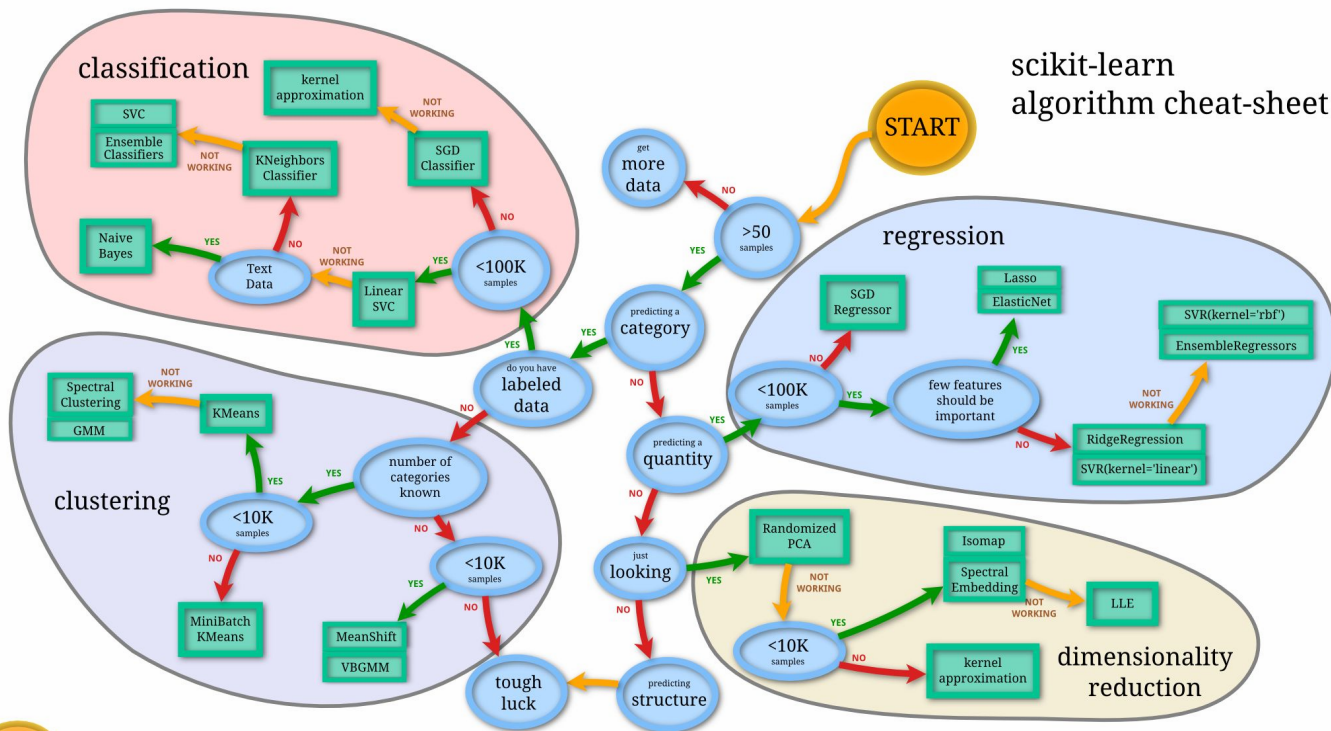 scikit-learn
algorithm cheat-sheet
START
classification
kernel
approximation
NOT
WORKING
SVC
Ensemble
Classifiers
NOT
WORKING
KNeighbors
Classifier
SGD
Classifier
NO
Naive
Bayes
YES
Text
Data
NO
NOT
WORKING
Linear
SVC
YES
<100K
samples
YES
get
more
data
NO
>50
samples
YES
predicting a
category
YES
do you have
labeled
data
NO
NO
predicting a
quantity
YES
NO
just
looking
YES
NO
predicting
structure
tough
luck
regression
SGD
Regressor
NO
<100K
samples
YES
few features
should be
important
YES
Lasso
ElasticNet
NO
RidgeRegression
SVR(kernel='linear')
NOT
WORKING
SVR(kernel='rbf')
EnsembleRegressors
clustering
Spectral
Clustering
GMM
NOT
WORKING
KMeans
YES
<10K
samples
NO
MiniBatch
KMeans
YES
number of
categories
known
NO
<10K
samples
YES
NO
MeanShift
VBGMM
Randomized
PCA
NOT
WORKING
<10K
samples
YES
NO
Isomap
Spectral
Embedding
NOT
WORKING
LLE
kernel
approximation
dimensionality
reduction